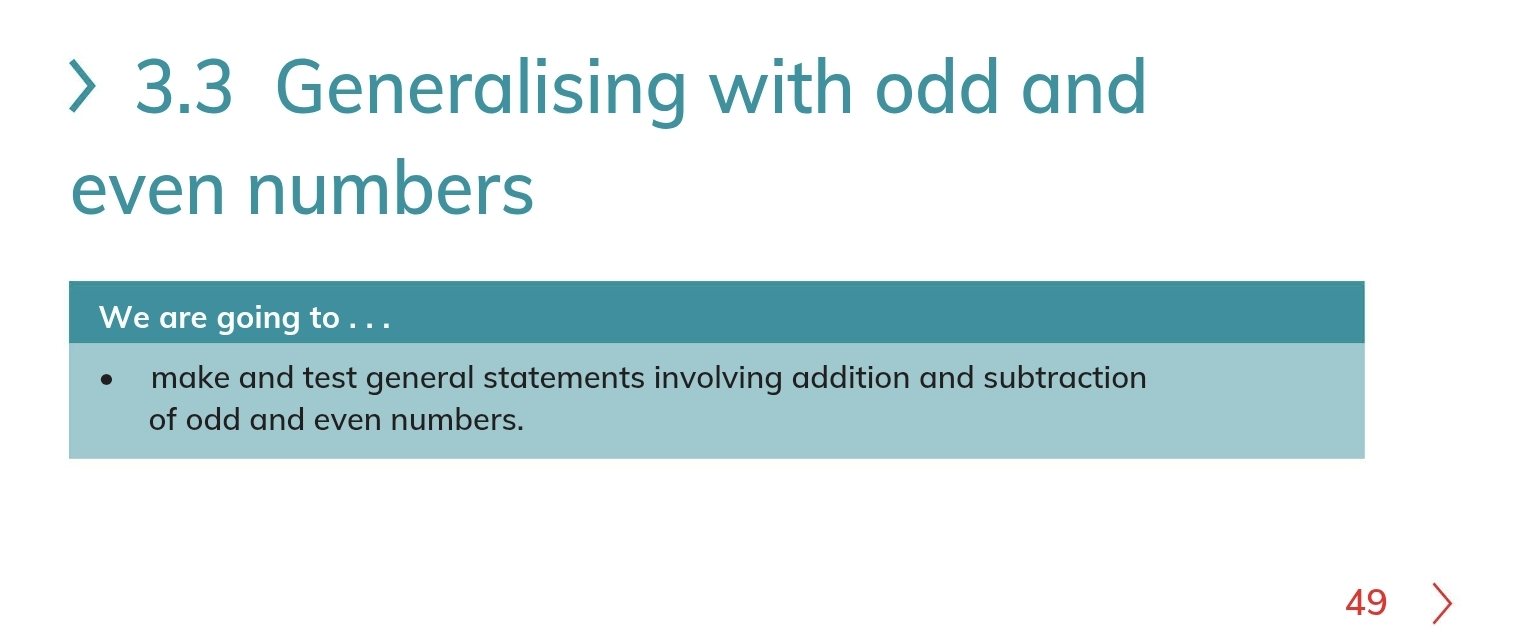 > 3.3 Generalising with odd and
even numbers
We are going to . . .
• make and test general statements involving addition and subtraction
of odd and even numbers.
49 >